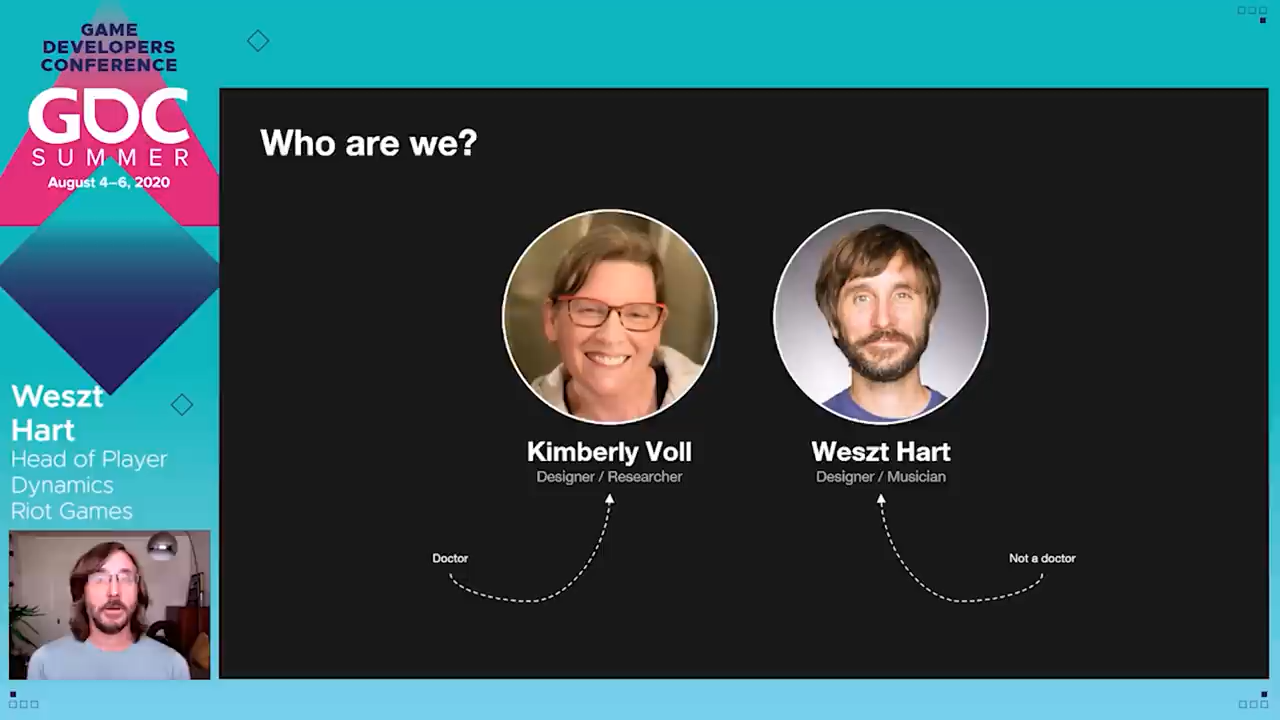 GAME
DEVELOPERS
CONFERENCE
GDC
SUMMER
August 4–6, 2020
Weszt
Hart
Head of Player
Dynamics
Riot Games
Who are we?
Kimberly Voll
Designer / Researcher
Weszt Hart
Designer / Musician
Doctor
Not a doctor